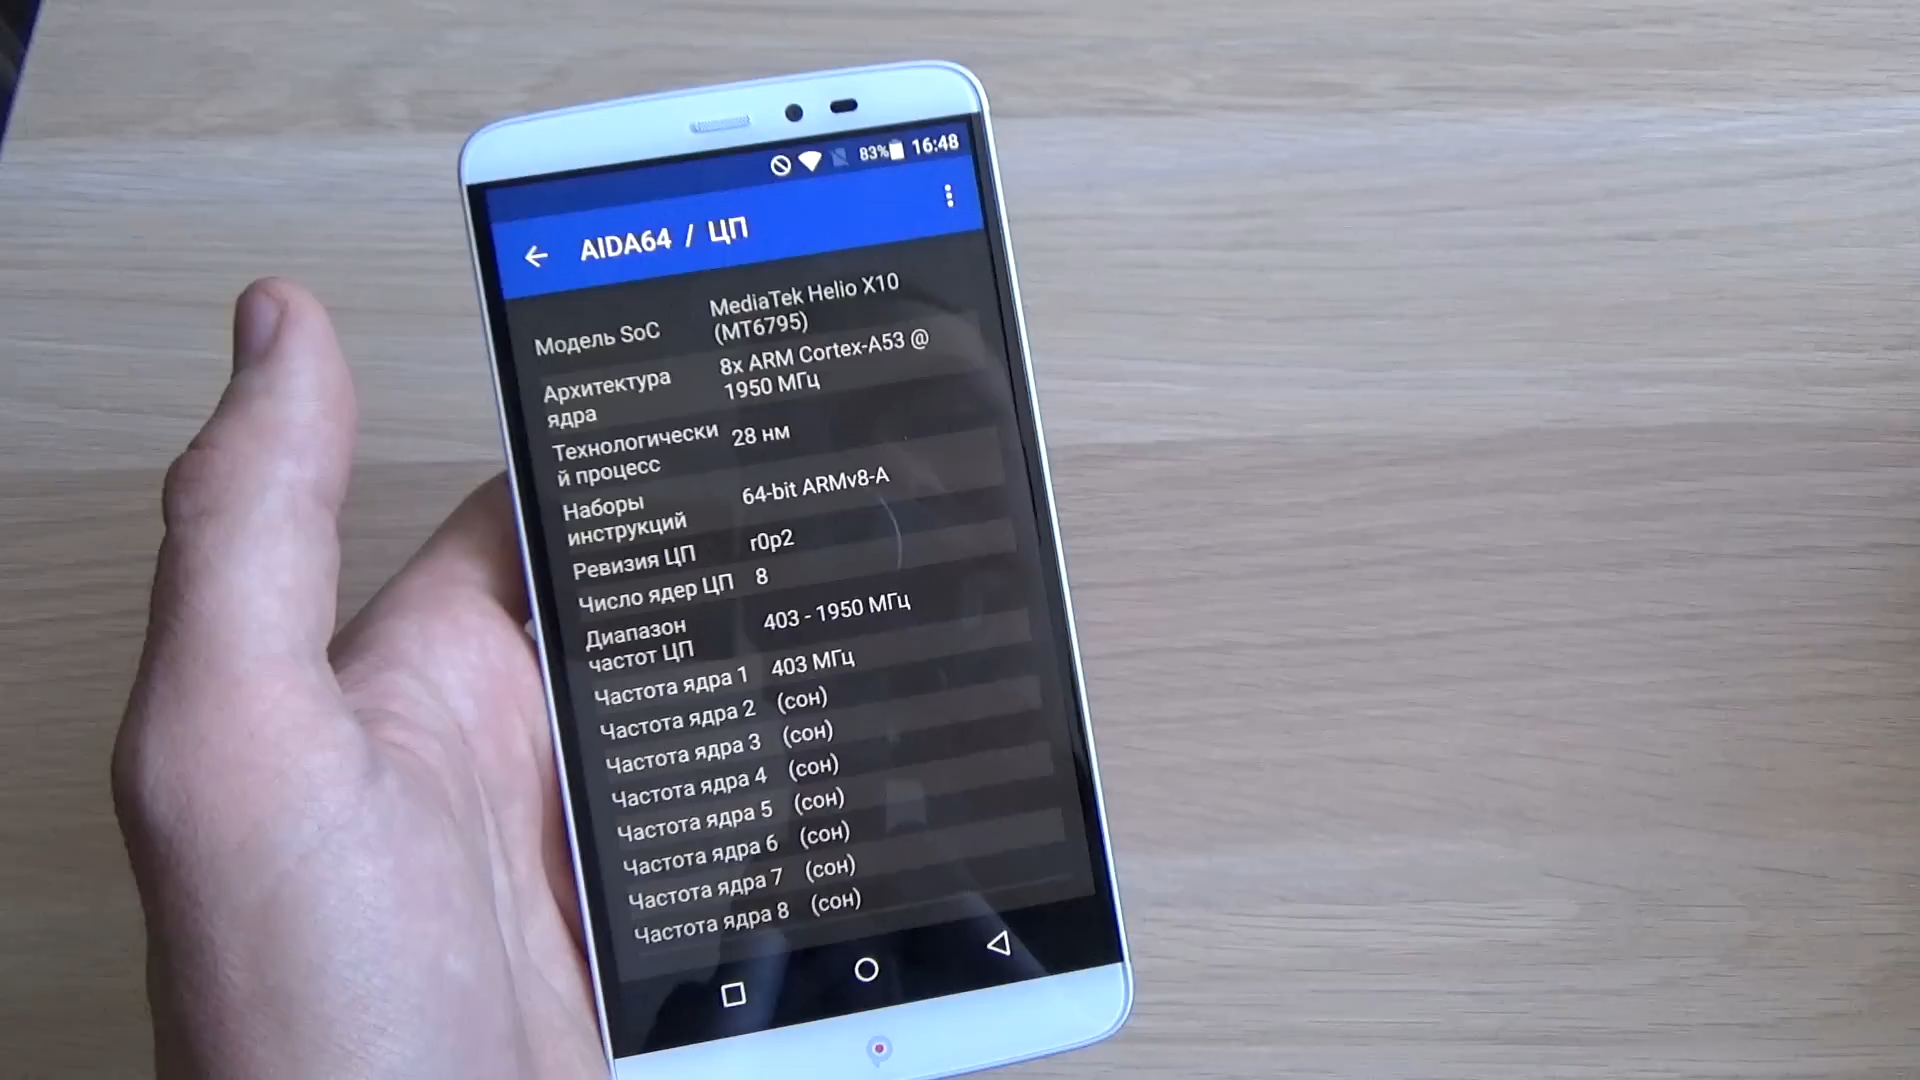 83% 16:48
AIDA64 / ЦП
Модель SoC
MediaTek Helio X10
(MT6795)
Архитектура
ядра
8x ARM Cortex-A53 @
1950 МГц
Технологически
й процесс
28 нм
Наборы
инструкций
64-bit ARMv8-A
Ревизия ЦП r0p2
Число ядер ЦП 8
Диапазон
частот ЦП
403 - 1950 МГц
Частота ядра 1 403 МГц
Частота ядра 2 (сон)
Частота ядра 3 (сон)
Частота ядра 4 (сон)
Частота ядра 5 (сон)
Частота ядра 6 (сон)
Частота ядра 7 (сон)
Частота ядра 8 (сон)